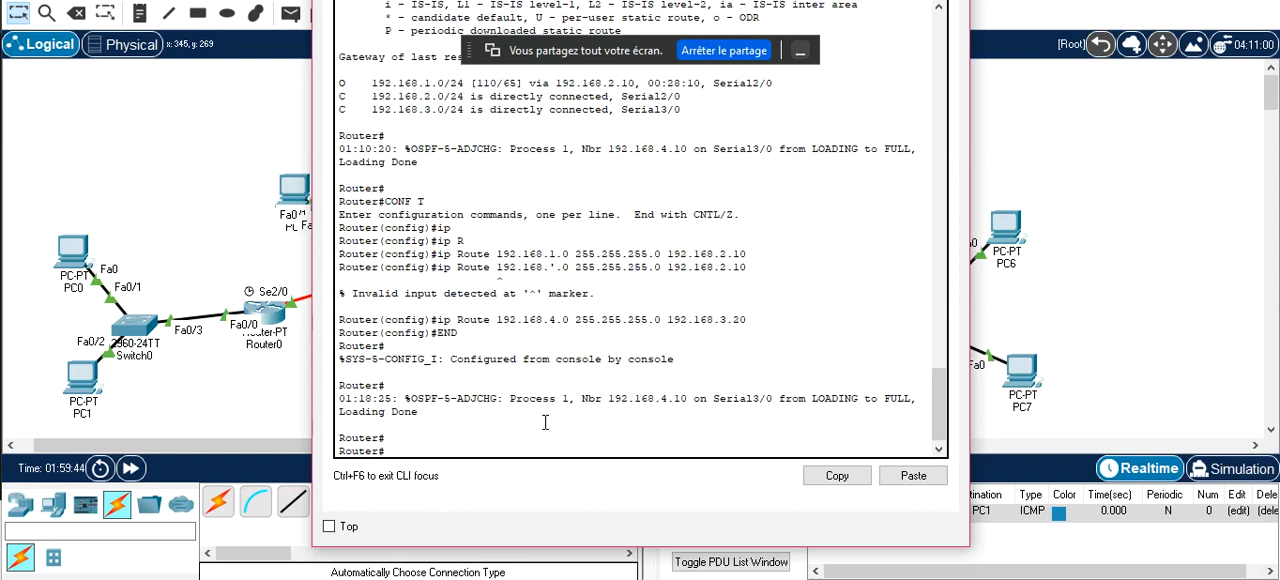 Logical
Physical
x: 345, y: 269
[Root]
04:11:00
i - IS-IS, L1 - IS-IS level-1, L2 - IS-IS level-2, ia - IS-IS inter area
* - candidate default, U - per-user static route, o - ODR
P - periodic downloaded static route
Vous partagez tout votre écran.
Arrêter le partage
Gateway of last res
O 192.168.1.0/24 [110/65] via 192.168.2.10, 00:28:10, Serial2/0
C 192.168.2.0/24 is directly connected, Serial2/0
C 192.168.3.0/24 is directly connected, Serial3/0
Router#
01:10:20: %OSPF-5-ADJCHG: Process 1, Nbr 192.168.4.10 on Serial3/0 from LOADING to FULL,
Loading Done
Router#
Router#CONF T
Enter configuration commands, one per line. End with CNTL/Z.
Router(config)#ip
Router(config)#ip R
Router(config)#ip Route 192.168.1.0 255.255.255.0 192.168.2.10
Router(config)#ip Route 192.168.'.0 255.255.255.0 192.168.2.10
^
% Invalid input detected at '^' marker.
Router(config)#ip Route 192.168.4.0 255.255.255.0 192.168.3.20
Router(config)#END
Router#
%SYS-5-CONFIG_I: Configured from console by console
Router#
01:18:25: %OSPF-5-ADJCHG: Process 1, Nbr 192.168.4.10 on Serial3/0 from LOADING to FULL,
Loading Done
Router#
Router#
Ctrl+F6 to exit CLI focus
Copy
Paste
Top
PC-PT
PC0
Fa0
Fa0/1
Fa0/2
2960-24TT
Switch0
Fa0/3
Fa0/0
Se2/0
Router-PT
Router0
PC-PT
PC1
PC-PT
PC6
PC-PT
PC7
Time: 01:59:44
Realtime
Simulation
Type
Color
Time(sec)
Periodic
Num
Edit
Dele
PC1
ICMP
0.000
N
0
(edit)
(dele
Toggle PDU List Window
Automatically Choose Connection Type